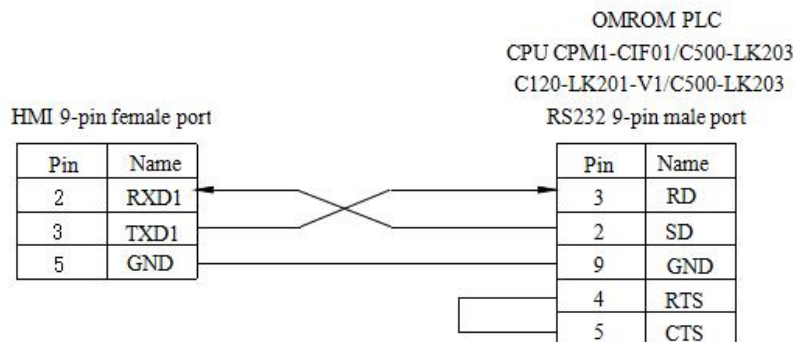 OMROM PLC
CPU CPM1-CIF01/C500-LK203
C120-LK201-V1/C500-LK203
HMI 9-pin female port
RS232 9-pin male port
Pin Name
2 RXD1
3 TXD1
5 GND
Pin Name
3 RD
2 SD
9 GND
4 RTS
5 CTS